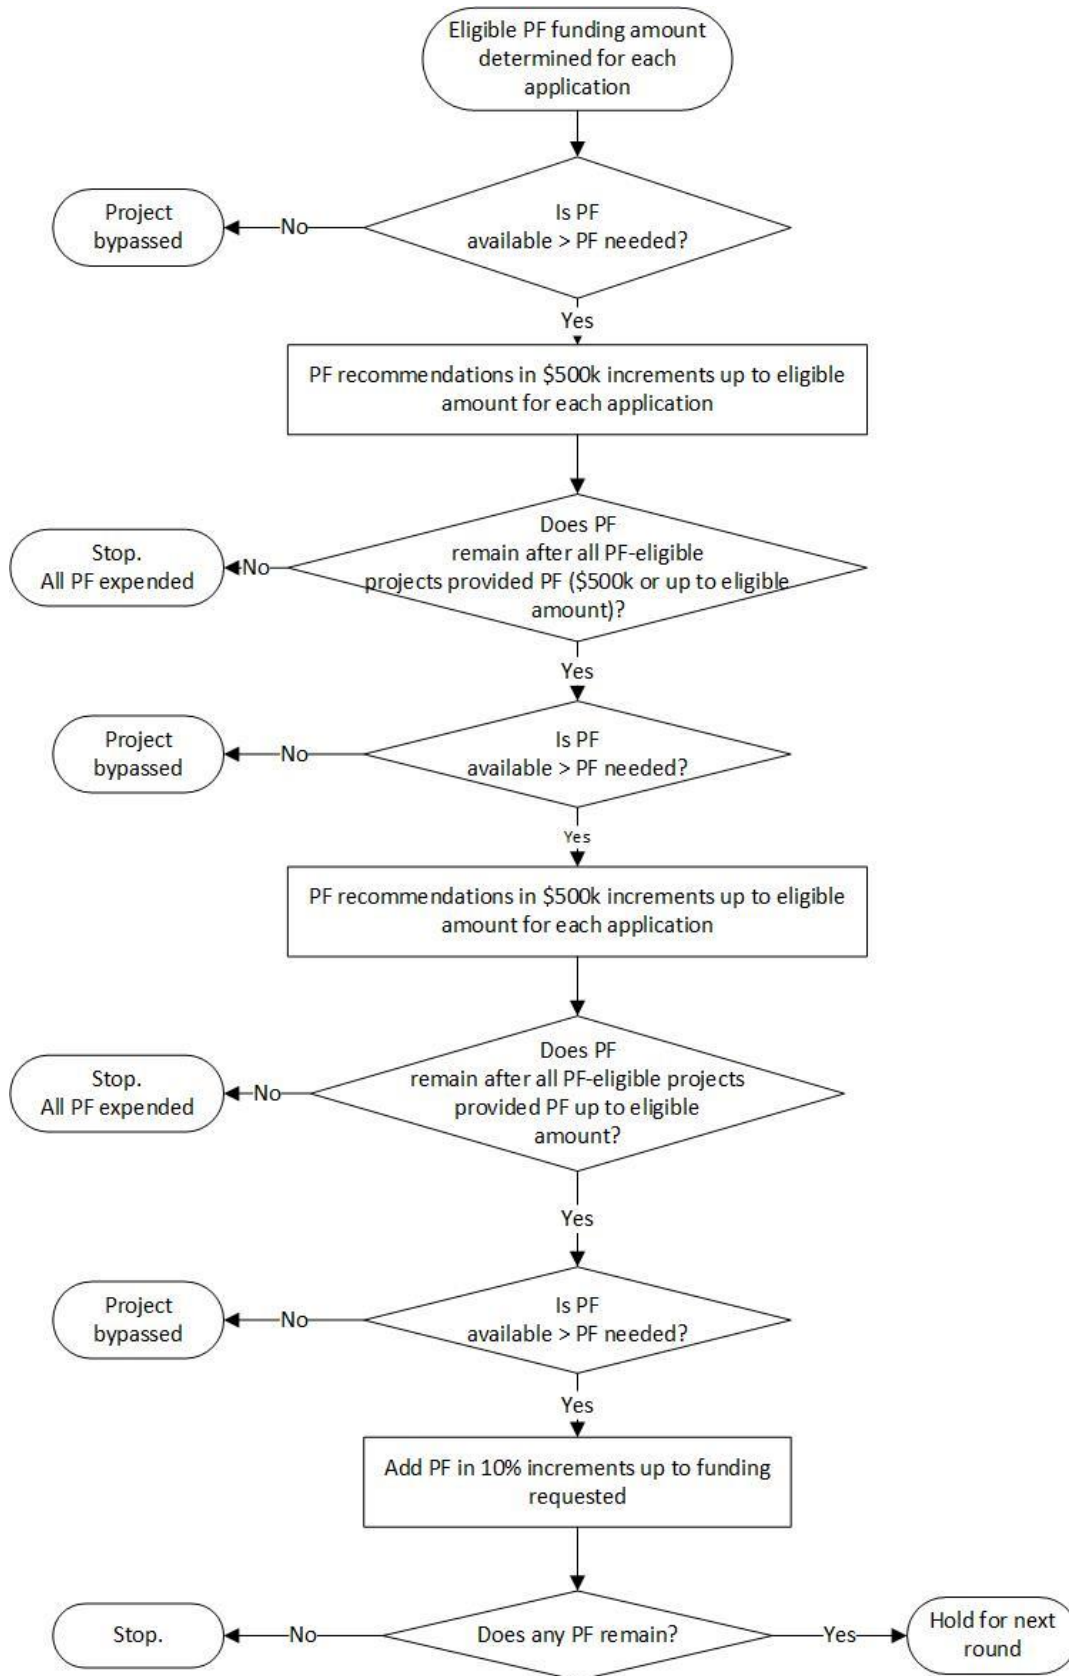 Eligible PF funding amount
determined for each
application
Is PF
available > PF needed?
No
Project
bypassed
Yes
PF recommendations in $500k increments up to eligible
amount for each application
Does PF
remain after all PF-eligible
projects provided PF ($500k or up to eligible
amount)?
No
Stop.
All PF expended
Yes
Is PF
available > PF needed?
No
Project
bypassed
Yes
PF recommendations in $500k increments up to eligible
amount for each application
Does PF
remain after all PF-eligible projects
provided PF up to eligible
amount?
No
Stop.
All PF expended
Yes
Is PF
available > PF needed?
No
Project
bypassed
Yes
Add PF in 10% increments up to funding
requested
Does any PF remain?
No
Stop.
Yes
Hold for next
round